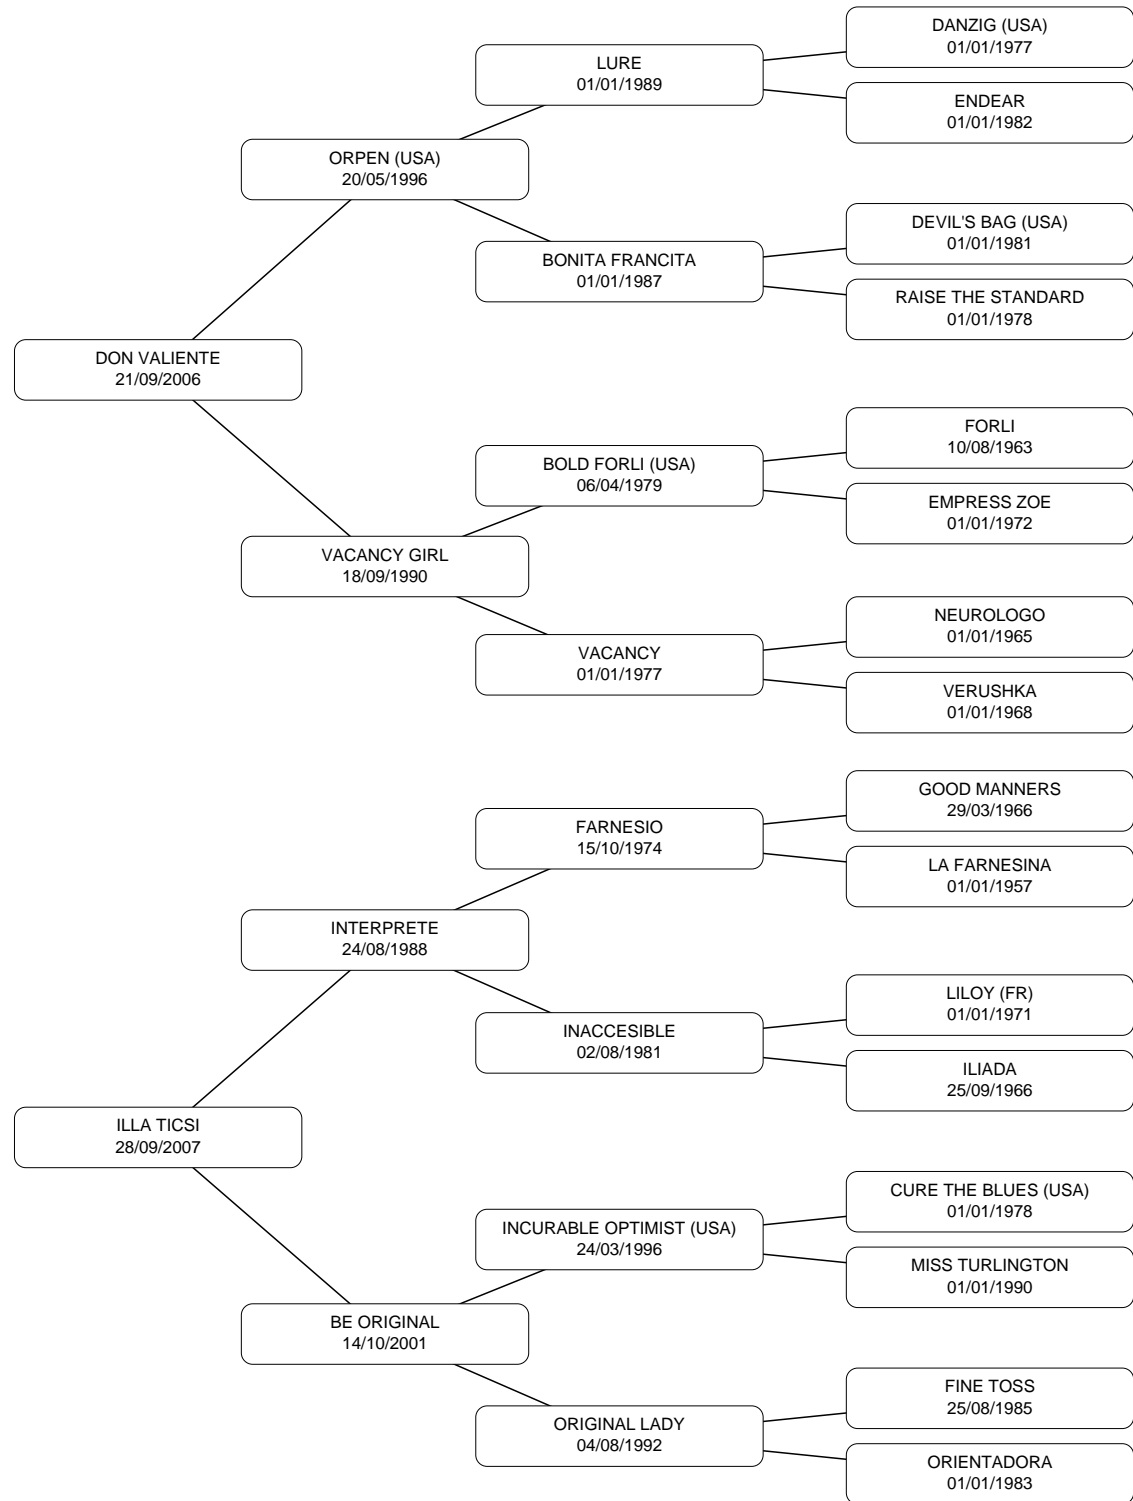 DANZIG (USA)
01/01/1977
LURE
01/01/1989
ENDEAR
01/01/1982
ORPEN (USA)
20/05/1996
DEVIL'S BAG (USA)
01/01/1981
BONITA FRANCITA
01/01/1987
RAISE THE STANDARD
01/01/1978
DON VALIENTE
21/09/2006
FORLI
10/08/1963
BOLD FORLI (USA)
06/04/1979
EMPRESS ZOE
01/01/1972
VACANCY GIRL
18/09/1990
NEUROLOGO
01/01/1965
VACANCY
01/01/1977
VERUSHKA
01/01/1968
GOOD MANNERS
29/03/1966
FARNESIO
15/10/1974
LA FARNESINA
01/01/1957
INTERPRETE
24/08/1988
LILOY (FR)
01/01/1971
INACCESIBLE
02/08/1981
ILIADA
25/09/1966
ILLA TICSI
28/09/2007
CURE THE BLUES (USA)
01/01/1978
INCURABLE OPTIMIST (USA)
24/03/1996
MISS TURLINGTON
01/01/1990
BE ORIGINAL
14/10/2001
FINE TOSS
25/08/1985
ORIGINAL LADY
04/08/1992
ORIENTADORA
01/01/1983